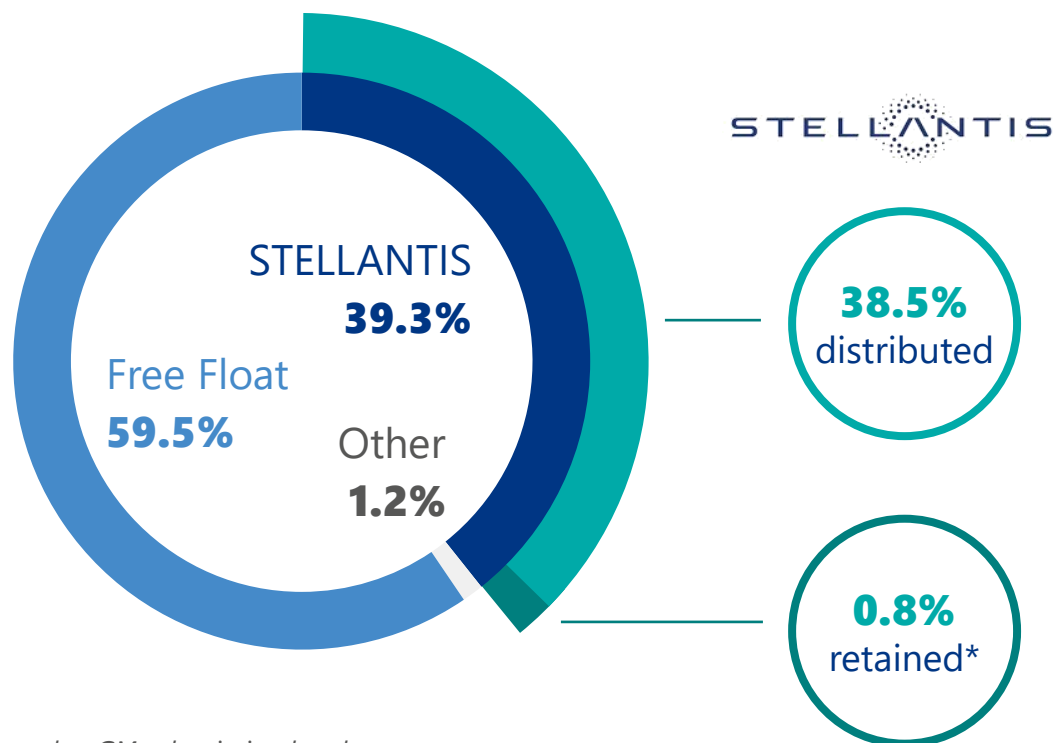 STELLANTIS
STELLANTIS
39.3%
Free Float
59.5%
Other
1.2%
38.5%
distributed
0.8%
retained*